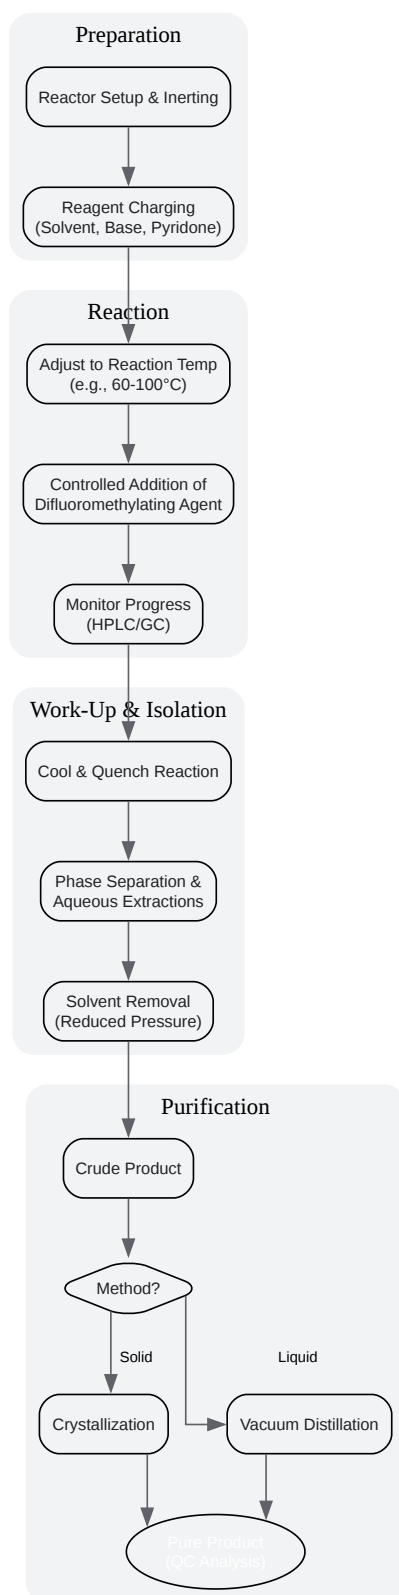 Preparation
Reactor Setup & Inerting
Reagent Charging
(Solvent, Base, Pyridone)
Reaction
Adjust to Reaction Temp
(e.g., 60-100°C)
Controlled Addition of
Difluoromethylating Agent
Monitor Progress
(HPLC/GC)
Work-Up & Isolation
Cool & Quench Reaction
Phase Separation &
Aqueous Extractions
Solvent Removal
(Reduced Pressure)
Purification
Crude Product
Method?
Solid
Liquid
Crystallization
Vacuum Distillation
Pure Product
(QC Analysis)